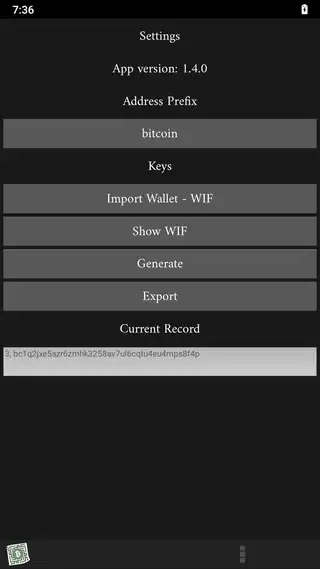 7:36
Settings
App version: 1.4.0
Address Prefix
bitcoin
Keys
Import Wallet - WIF
Show WIF
Generate
Export
Current Record
3, bc1q2jxe5azr6zmhk3258av7ul6cqtu4eu4mps8f4p